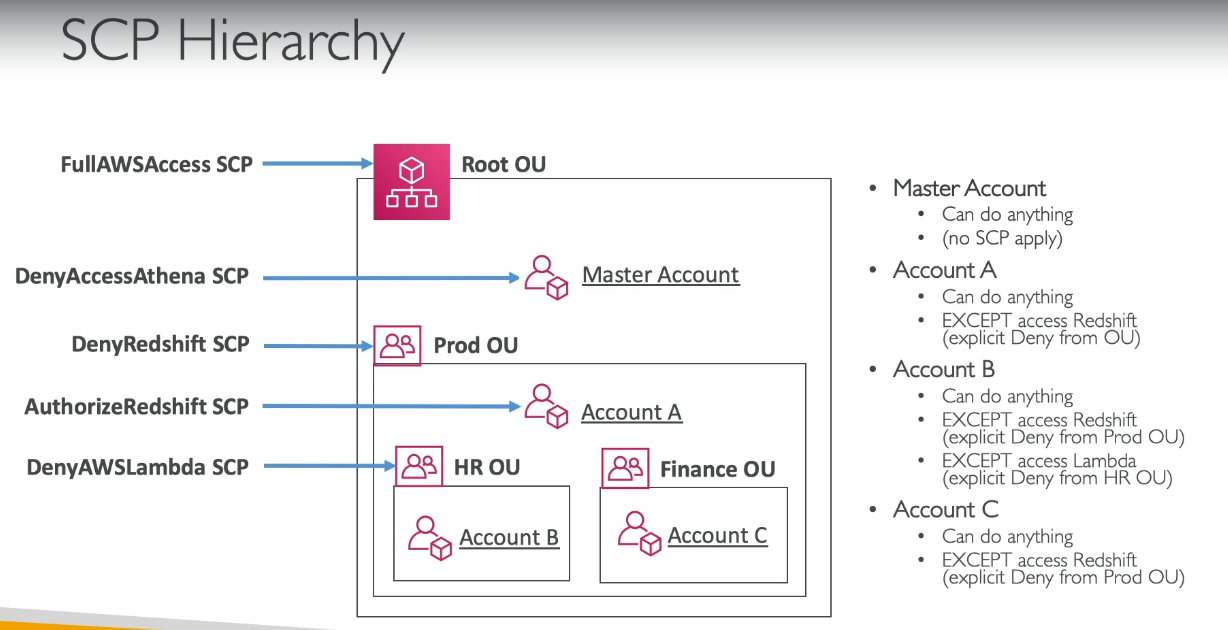 SCP Hierarchy
FullAWSAccess SCP
Root OU
DenyAccessAthena SCP
Master Account
DenyRedshift SCP
Prod OU
AuthorizeRedshift SCP
Account A
DenyAWSLambda SCP
HR OU
Finance OU
Account B
Account C
• Master Account
• Can do anything
• (no SCP apply)
• Account A
• Can do anything
• EXCEPT access Redshift
(explicit Deny from OU)
• Account B
• Can do anything
• EXCEPT access Redshift
(explicit Deny from Prod OU)
• EXCEPT access Lambda
(explicit Deny from HR OU)
• Account C
• Can do anything
• EXCEPT access Redshift
(explicit Deny from Prod OU)